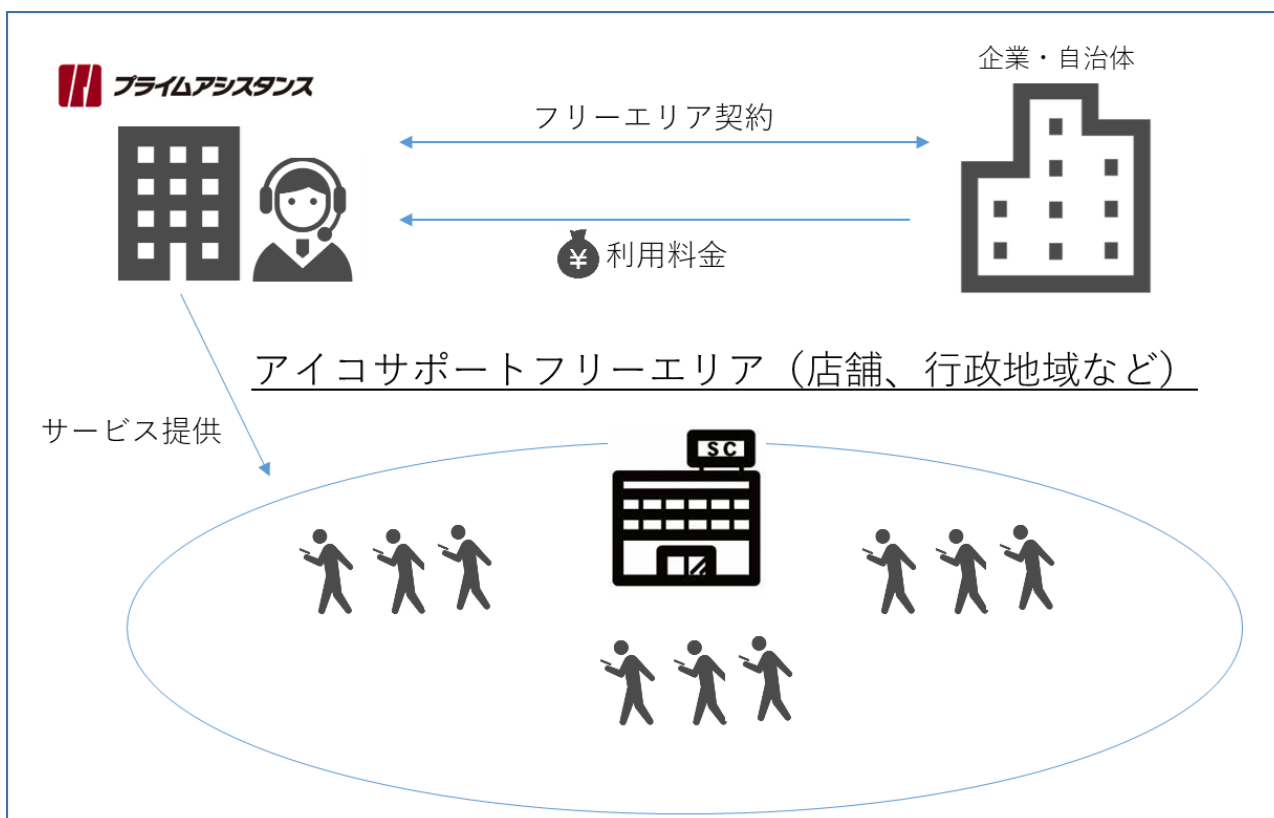 プライムアシスタンス
企業・自治体
フリーエリア契約
¥
利用料金
アイコサポートフリーエリア（店舗、行政地域など）
サービス提供
SC